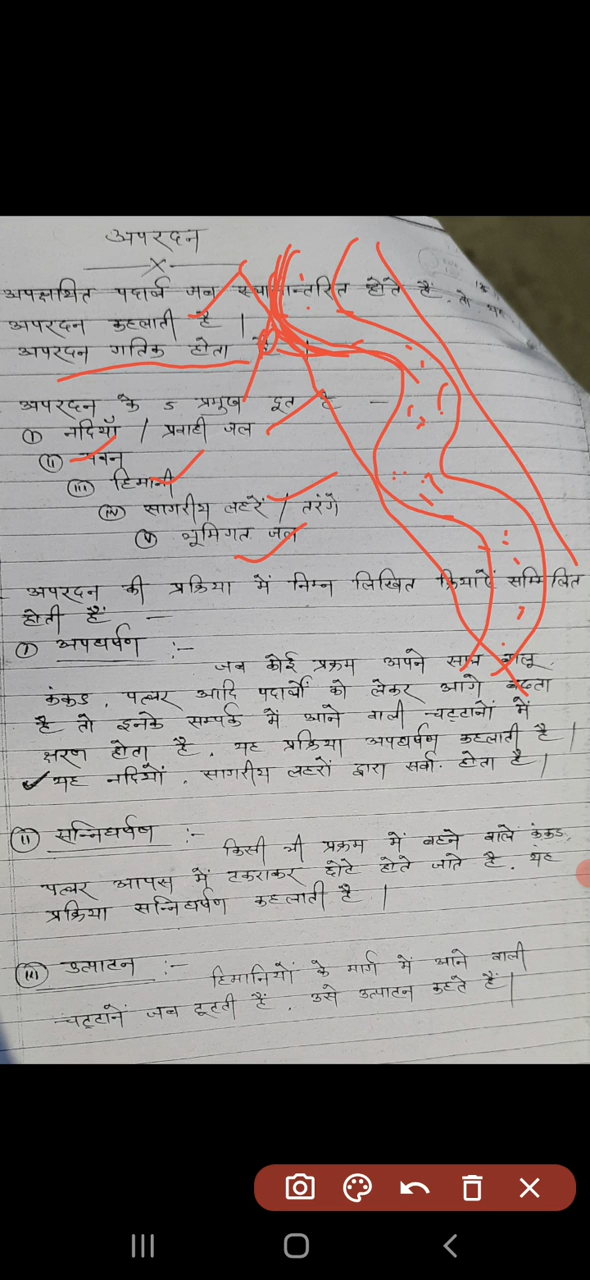 अपरदन
अपक्षयित पदार्थ जब स्थानान्तरित होते हैं तो यह
अपरदन कहलाती है |
अपरदन गतिक होता है |
अपरदन के 5 प्रमुख दूत है -
(i) नदियाँ / प्रवाही जल
(ii) पवन
(iii) हिमानी
(iv) सागरीय लहरें / तरंगे
(v) भूमिगत जल
अपरदन की प्रक्रिया में निम्न लिखित क्रियाऐं सम्मिलित
होती हैं -
(i) अपघर्षण :-
जब कोई प्रक्रम अपने साथ बालू,
कंकड, पत्थर आदि पदार्थों को लेकर आगे बढता
है तो इनके सम्पर्क में आने वाली चट्टानों में
क्षरण होता है, यह प्रक्रिया अपघर्षण कहलाती है |
यह नदियों, सागरीय लहरों द्वारा सर्वा. होता है |
(ii) सन्निघर्षण :-
किसी भी प्रक्रम में बहने वाले कंकड,
पत्थर आपस में टकराकर छोटे होते जाते है, यह
प्रक्रिया सन्निघर्षण कहलाती है |
(iii) उत्पाटन :-
हिमानियों के मार्ग में आने वाली
चट्टानें जब टूटती हैं, उसे उत्पाटन कहते हैं |